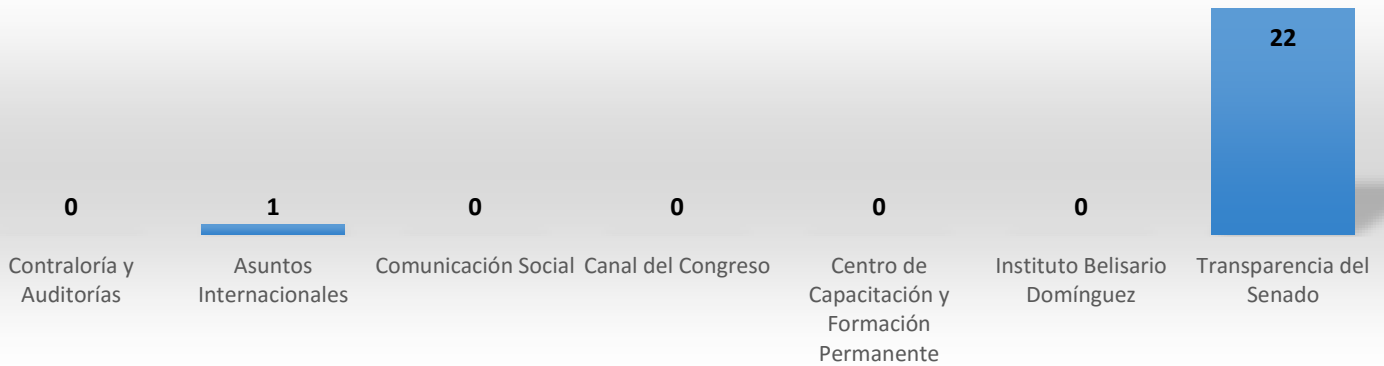 22
0
1
0
0
0
0
Contraloría y
Auditorías
Asuntos
Internacionales
Comunicación Social
Canal del Congreso
Centro de
Capacitación y
Formación
Permanente
Instituto Belisario
Domínguez
Transparencia del
Senado